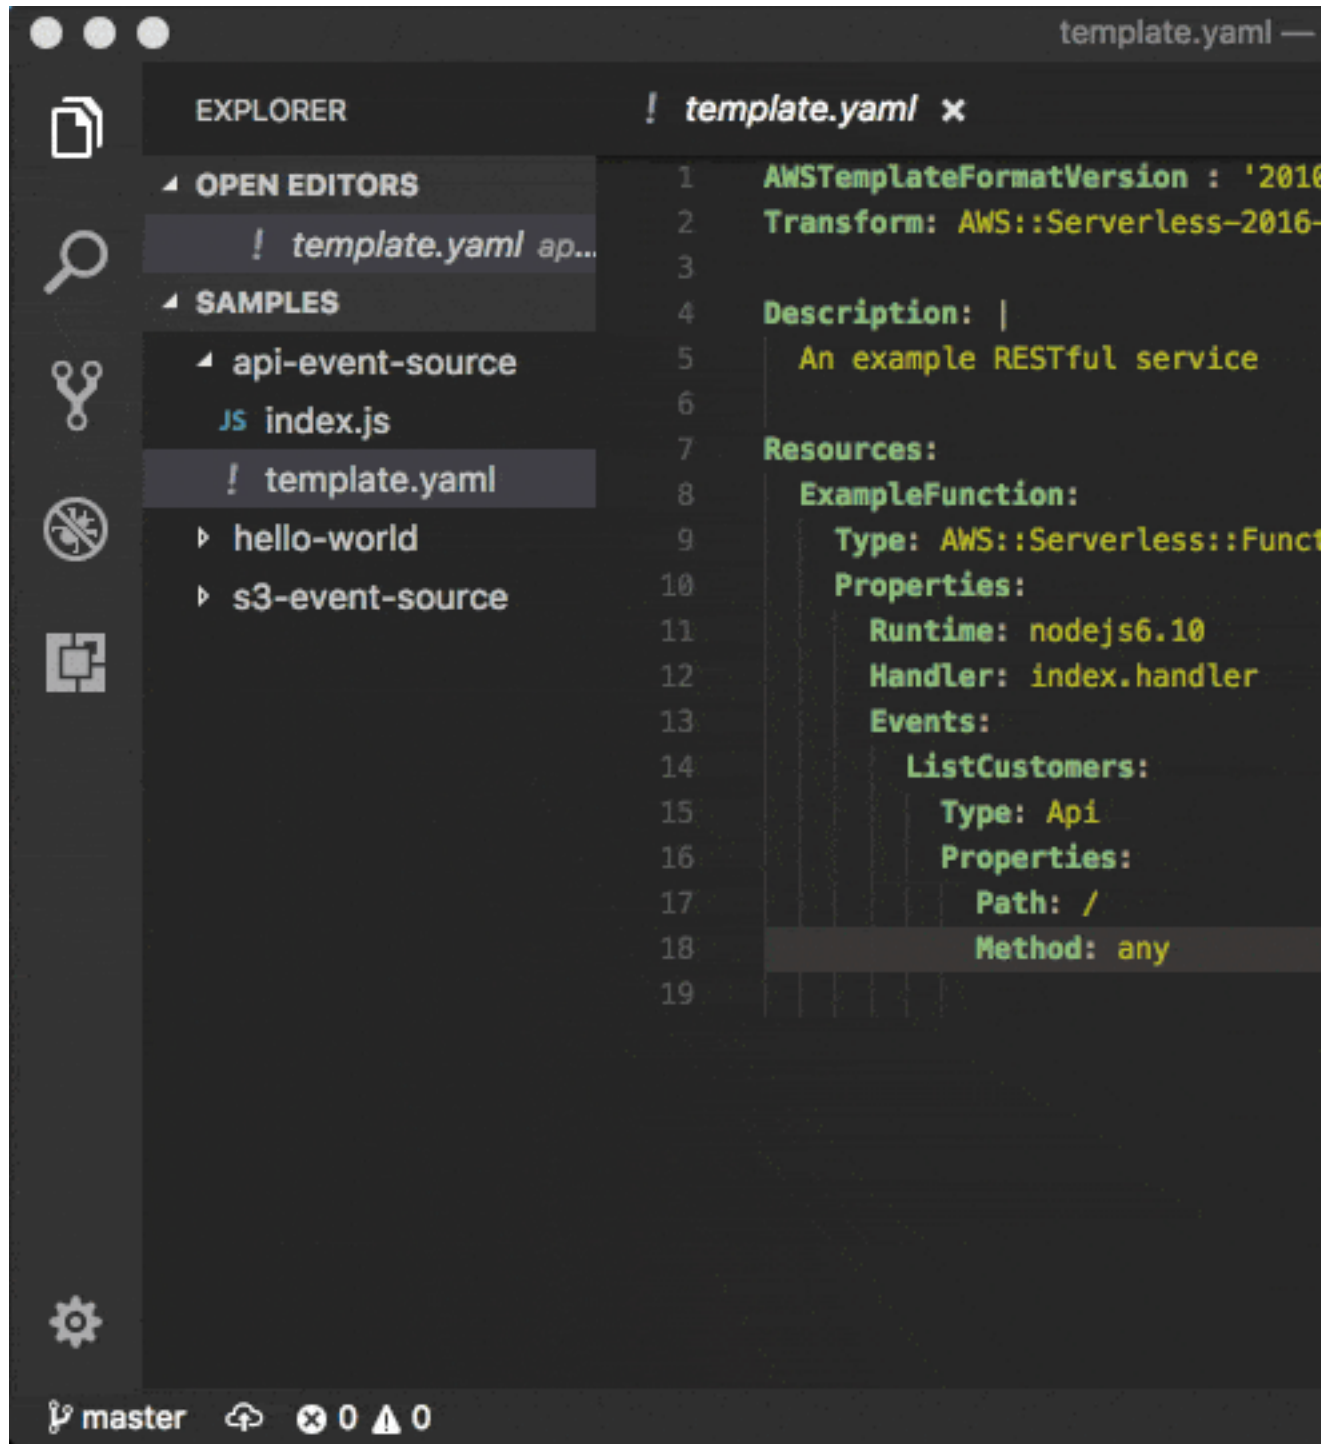 template.yaml —
EXPLORER
! template.yaml ×
OPEN EDITORS
! template.yaml ap...
SAMPLES
api-event-source
JS index.js
! template.yaml
hello-world
s3-event-source
1 AWSTemplateFormatVersion : '2010
2 Transform: AWS::Serverless-2016-
3
4 Description: |
5 An example RESTful service
6
7 Resources:
8 ExampleFunction:
9 Type: AWS::Serverless::Funct
10 Properties:
11 Runtime: nodejs6.10
12 Handler: index.handler
13 Events:
14 ListCustomers:
15 Type: Api
16 Properties:
17 Path: /
18 Method: any
19
master 0 0